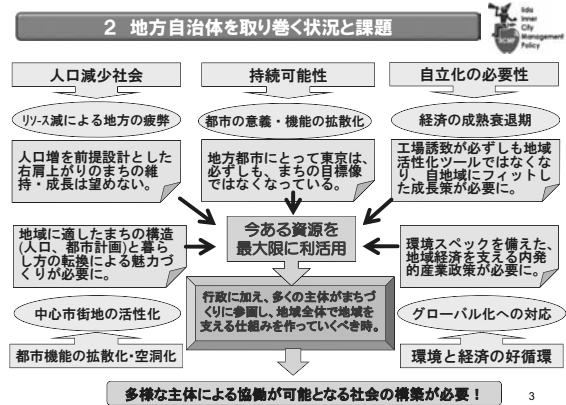 2 地方自治体を取り巻く状況と課題
Iida
Inner
City
Management
Policy
人口減少社会
持続可能性
自立化の必要性
リソース減による地方の疲弊
都市の意義・機能の拡散化
経済の成熟衰退期
人口増を前提設計とした
右肩上がりのまちの維
持・成長は望めない。
地方都市にとって東京は、
必ずしも、まちの目標像
ではなくなっている。
工場誘致が必ずしも地域
活性化ツールではなくな
り、自地域にフィットし
た成長策が必要に。
今ある資源を
最大限に利活用
地域に適したまちの構造
(人口、都市計画)と暮ら
し方の転換による魅力づ
くりが必要に。
環境スペックを備えた、
地域経済を支える内発
的産業政策が必要に。
行政に加え、多くの主体がまちづ
くりに参画し、地域全体で地域を
支える仕組みを作っていくべき時。
中心市街地の活性化
グローバル化への対応
都市機能の拡散化・空洞化
環境と経済の好循環
多様な主体による協働が可能となる社会の構築が必要！
3